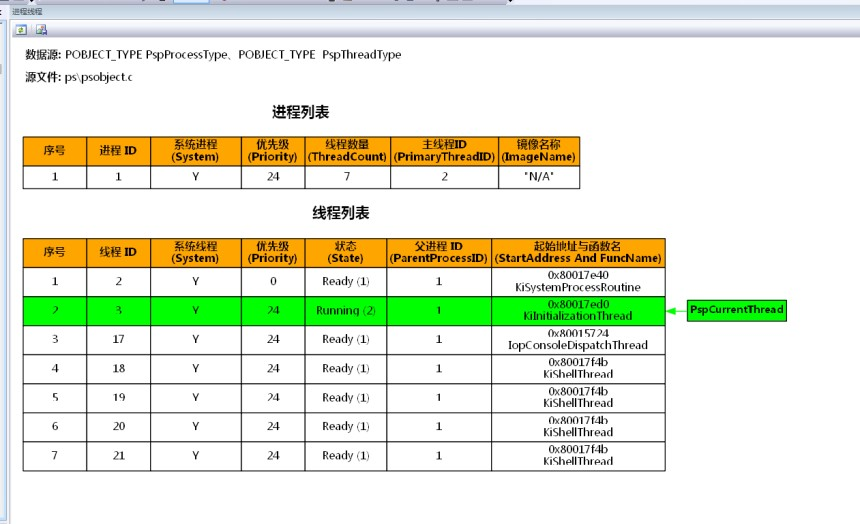 进程线程
数据源: POBJECT_TYPE PspProcessType、POBJECT_TYPE PspThreadType
源文件: ps\psobject.c
进程列表
序号 进程 ID 系统进程 (System) 优先级 (Priority) 线程数量 (ThreadCount) 主线程ID (PrimaryThreadID) 镜像名称 (ImageName)
1 1 Y 24 7 2 "N/A"
线程列表
序号 线程 ID 系统线程 (System) 优先级 (Priority) 状态 (State) 父进程 ID (ParentProcessID) 起始地址与函数名 (StartAddress And FuncName)
1 2 Y 0 Ready (1) 1 0x80017e40 KiSystemProcessRoutine
2 3 Y 24 Running (2) 1 0x80017ed0 KiInitializationThread PspCurrentThread
3 17 Y 24 Ready (1) 1 0x80015724 IopConsoleDispatchThread
4 18 Y 24 Ready (1) 1 0x80017f4b KiShellThread
5 19 Y 24 Ready (1) 1 0x80017f4b KiShellThread
6 20 Y 24 Ready (1) 1 0x80017f4b KiShellThread
7 21 Y 24 Ready (1) 1 0x80017f4b KiShellThread